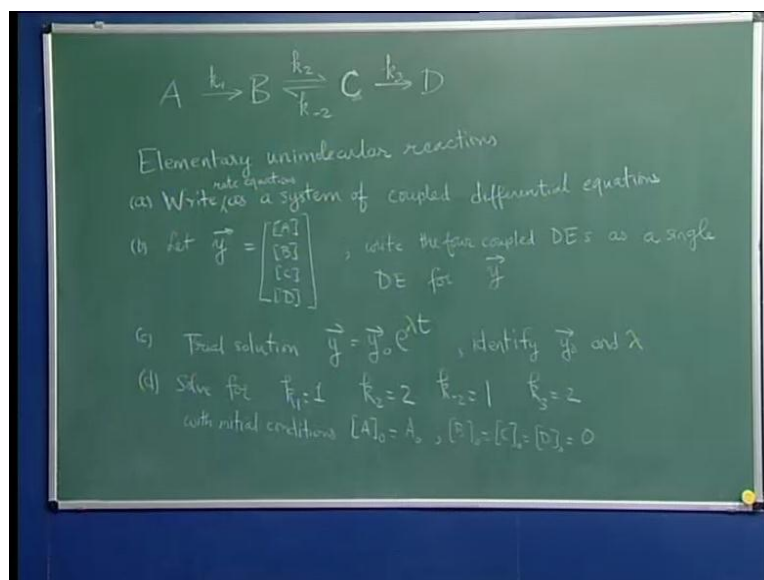 A →k₁ B ⇌k₂ k₋₂ C →k₃ D
Elementary unimolecular reactions
rate equations
(a) Write as a system of coupled differential equations
(b) Let y⃗ = [[A] [B] [C] [D]] , write the four coupled DEs as a single
DE for y⃗
(c) Trial solution y⃗ = y⃗₀ e^λt , identify y⃗₀ and λ
(d) Solve for k₁=1 k₂=2 k₋₂=1 k₃=2
with initial conditions [A]₀ = A₀ , [B]₀=[C]₀=[D]₀=0